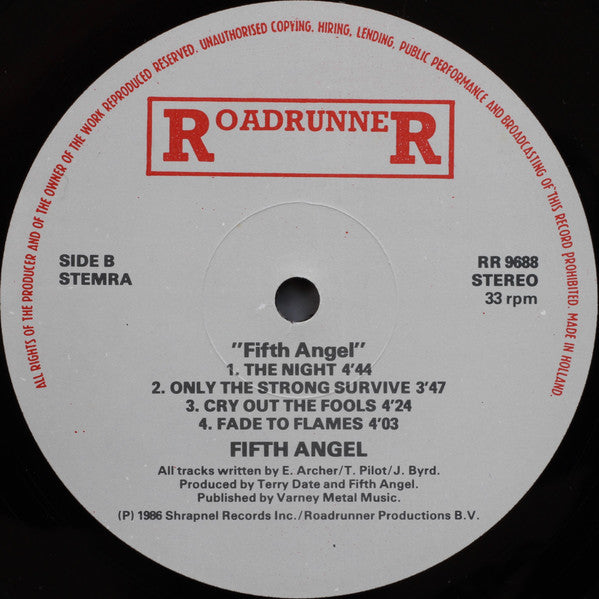 ALL RIGHTS OF THE PRODUCER AND OF THE OWNER OF THE WORK REPRODUCED RESERVED. UNAUTHORISED COPYING, HIRING, LENDING, PUBLIC PERFORMANCE AND BROADCASTING OF THIS RECORD PROHIBITED. MADE IN HOLLAND.
ROADRUNNER
SIDE B
STEMRA
RR 9688
STEREO
33 rpm
"Fifth Angel"
1. THE NIGHT 4'44
2. ONLY THE STRONG SURVIVE 3'47
3. CRY OUT THE FOOLS 4'24
4. FADE TO FLAMES 4'03
FIFTH ANGEL
All tracks written by E. Archer/T. Pilot/J. Byrd.
Produced by Terry Date and Fifth Angel.
Published by Varney Metal Music.
(P) 1986 Shrapnel Records Inc./Roadrunner Productions B.V.